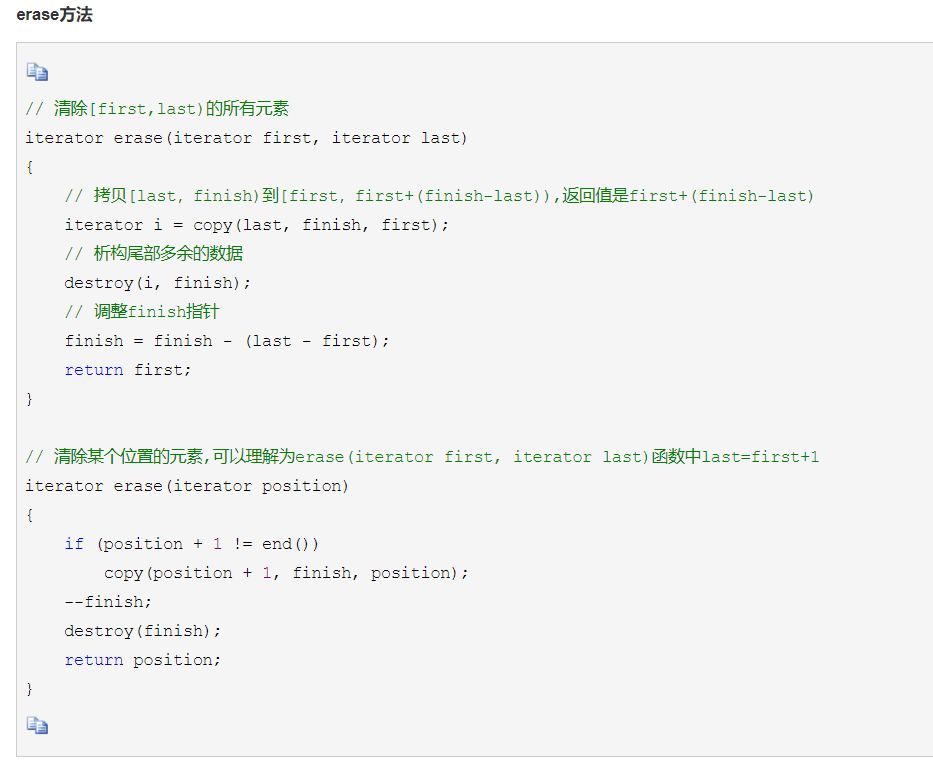 erase方法
// 清除[first,last)的所有元素
iterator erase(iterator first, iterator last)
{
    // 拷贝[last, finish)到[first, first+(finish-last)),返回值是first+(finish-last)
    iterator i = copy(last, finish, first);
    // 析构尾部多余的数据
    destroy(i, finish);
    // 调整finish指针
    finish = finish - (last - first);
    return first;
}
// 清除某个位置的元素,可以理解为erase(iterator first, iterator last)函数中last=first+1
iterator erase(iterator position)
{
    if (position + 1 != end())
        copy(position + 1, finish, position);
    --finish;
    destroy(finish);
    return position;
}